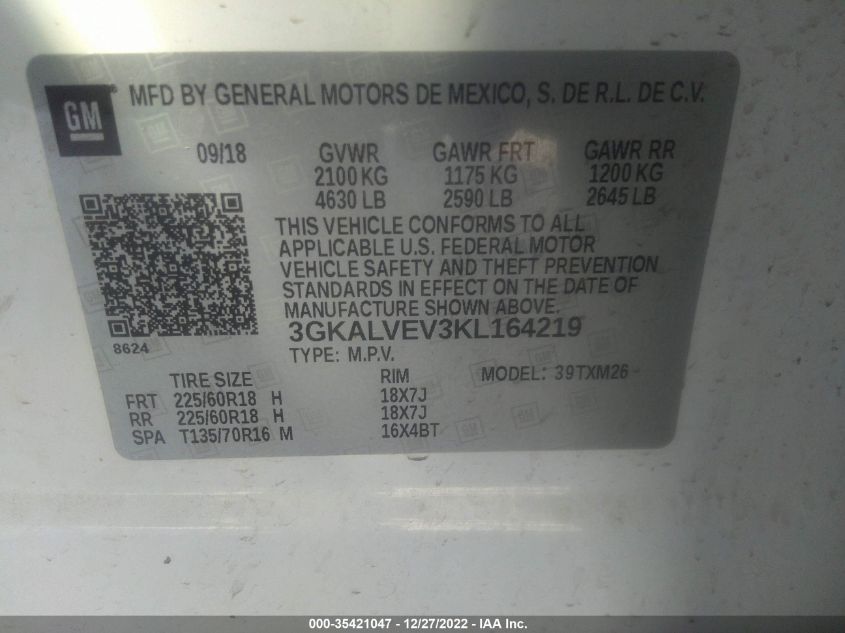 GM MFD BY GENERAL MOTORS DE MEXICO, S. DE R.L. DE C.V.
09/18 GVWR GAWR FRT GAWR RR
2100 KG 1175 KG 1200 KG
4630 LB 2590 LB 2645 LB
THIS VEHICLE CONFORMS TO ALL
APPLICABLE U.S. FEDERAL MOTOR
VEHICLE SAFETY AND THEFT PREVENTION
STANDARDS IN EFFECT ON THE DATE OF
MANUFACTURE SHOWN ABOVE.
3GKALVEV3KL164219
8624
TYPE: M.P.V.
TIRE SIZE RIM MODEL: 39TXM26
FRT 225/60R18 H 18X7J
RR 225/60R18 H 18X7J
SPA T135/70R16 M 16X4BT
000-35421047 - 12/27/2022 - IAA Inc.